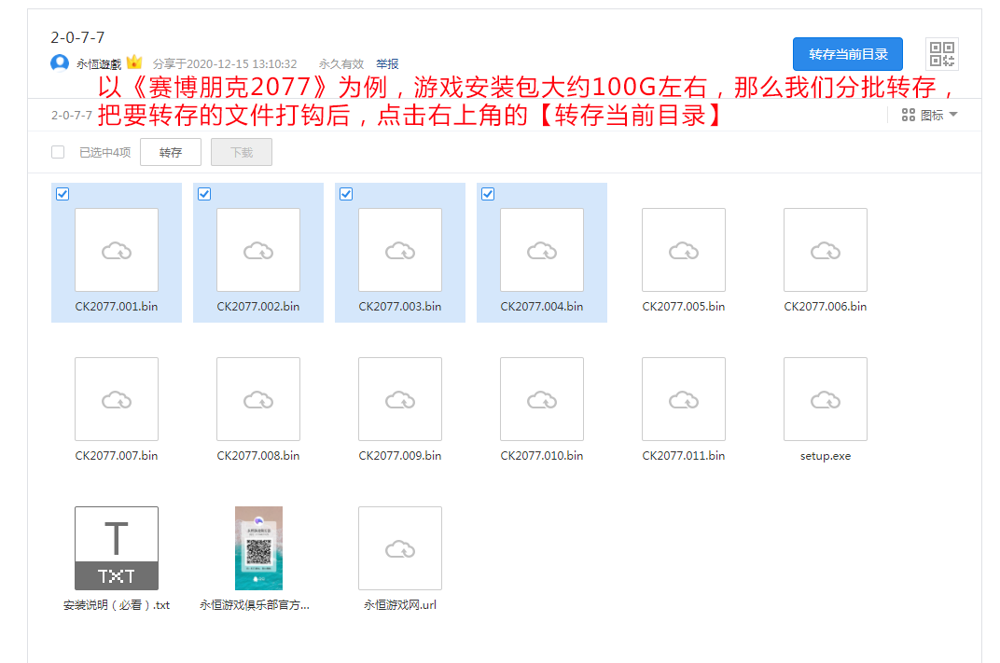 2-0-7-7
永恆遊戲 分享于2020-12-15 13:10:32 永久有效 举报
转存当前目录
以《赛博朋克2077》为例，游戏安装包大约100G左右，那么我们分批转存，
2-0-7-7 把要转存的文件打钩后，点击右上角的【转存当前目录】
图标
已选中4项 转存 下载
CK2077.001.bin CK2077.002.bin CK2077.003.bin CK2077.004.bin CK2077.005.bin CK2077.006.bin
CK2077.007.bin CK2077.008.bin CK2077.009.bin CK2077.010.bin CK2077.011.bin setup.exe
T
TXT
安装说明（必看）.txt 永恒游戏俱乐部官方... 永恒游戏网.url